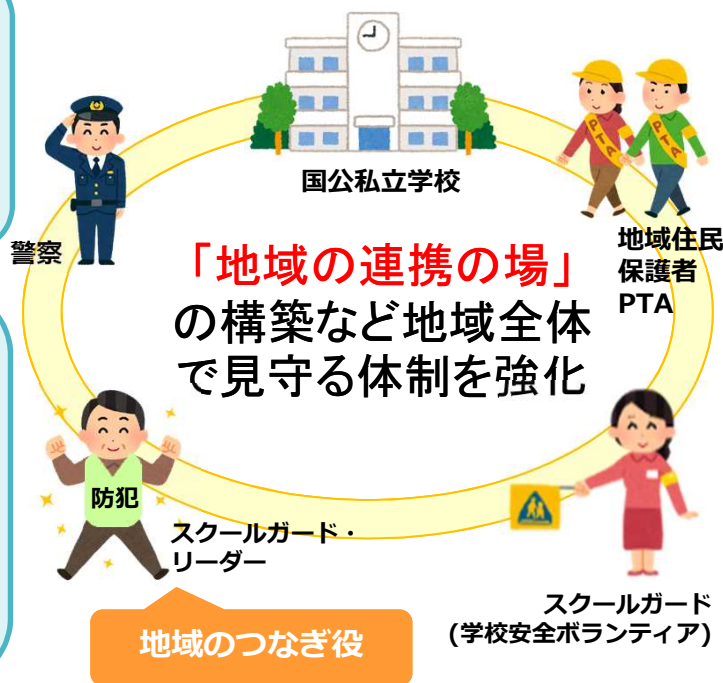 国公私立学校
警察
地域住民
保護者
PTA
PTA
PTA
「地域の連携の場」
の構築など地域全体
で見守る体制を強化
防犯
スクールガード・
リーダー
地域のつなぎ役
スクールガード
(学校安全ボランティア)